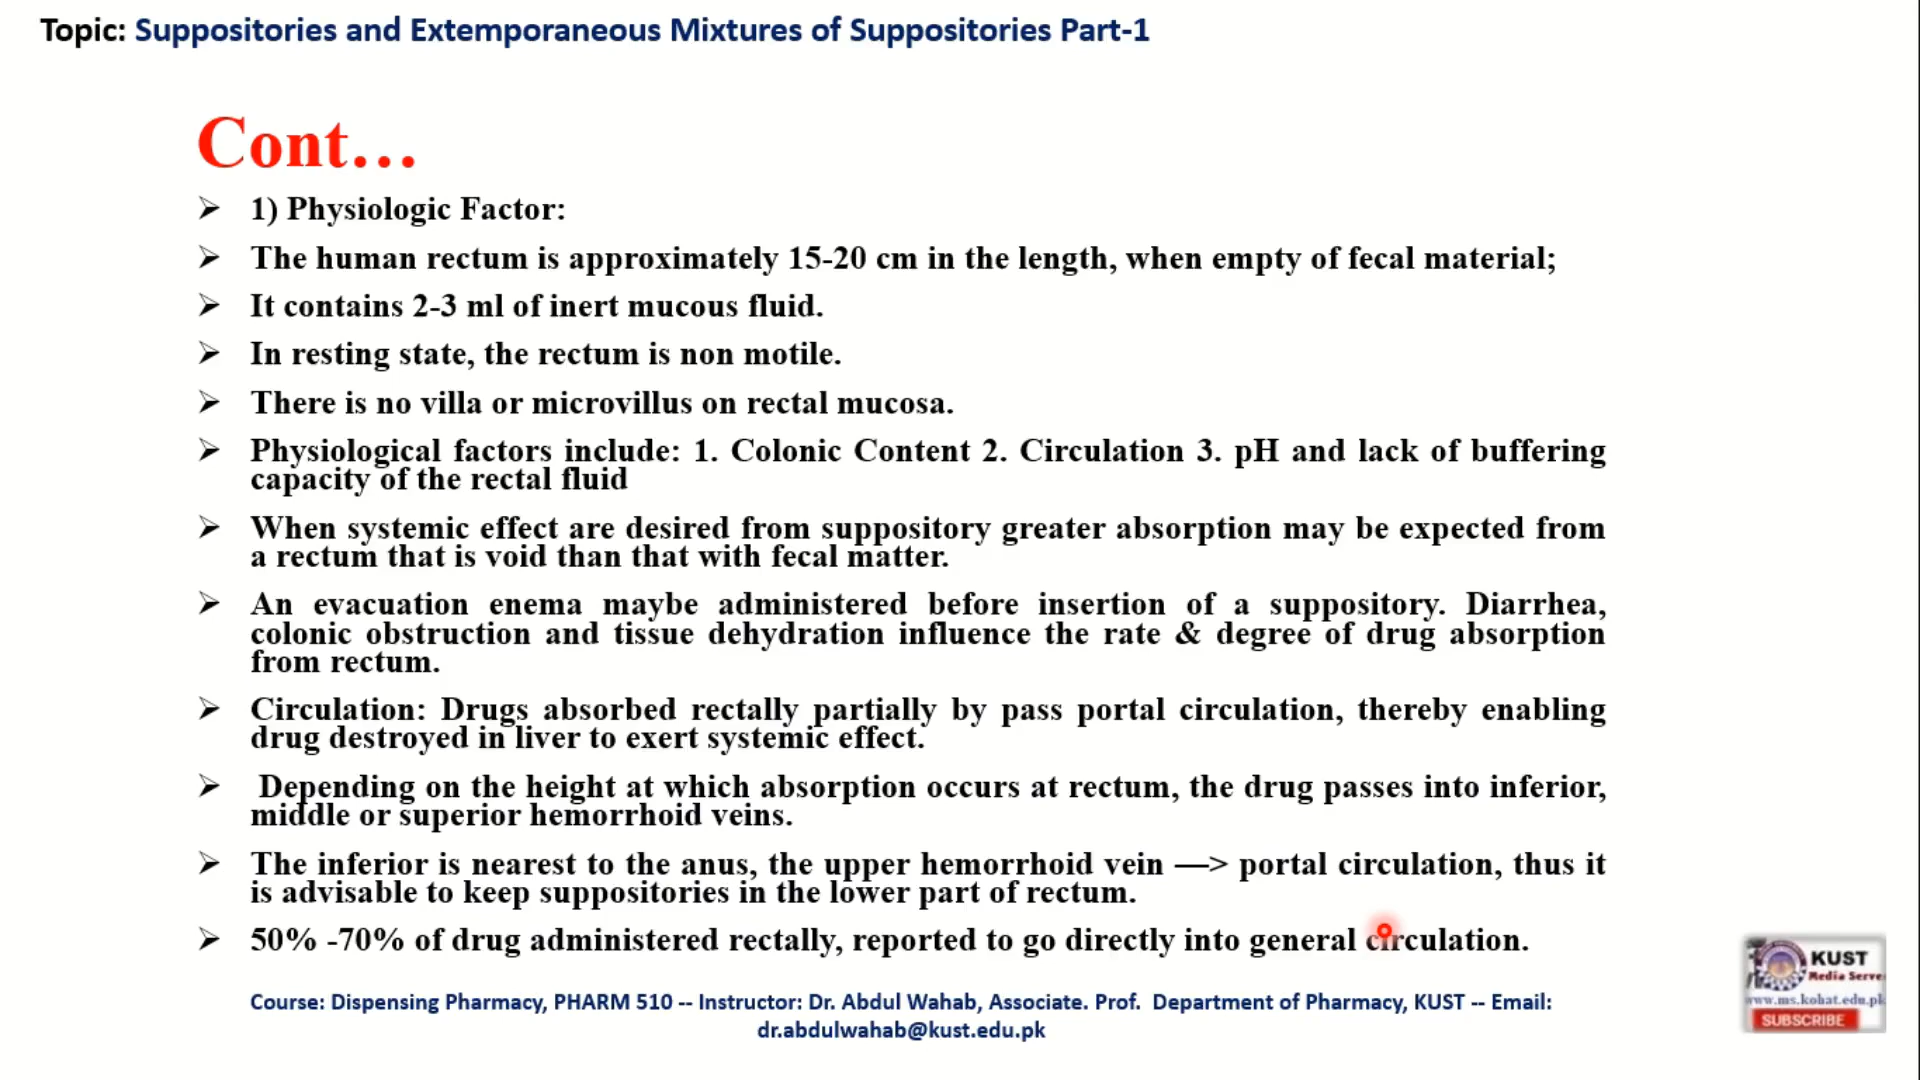 Topic: Suppositories and Extemporaneous Mixtures of Suppositories Part-1
Cont…
➢ 1) Physiologic Factor:
➢ The human rectum is approximately 15-20 cm in the length, when empty of fecal material;
➢ It contains 2-3 ml of inert mucous fluid.
➢ In resting state, the rectum is non motile.
➢ There is no villa or microvillus on rectal mucosa.
➢ Physiological factors include: 1. Colonic Content 2. Circulation 3. pH and lack of buffering
capacity of the rectal fluid
➢ When systemic effect are desired from suppository greater absorption may be expected from
a rectum that is void than that with fecal matter.
➢ An evacuation enema maybe administered before insertion of a suppository. Diarrhea,
colonic obstruction and tissue dehydration influence the rate & degree of drug absorption
from rectum.
➢ Circulation: Drugs absorbed rectally partially by pass portal circulation, thereby enabling
drug destroyed in liver to exert systemic effect.
➢ Depending on the height at which absorption occurs at rectum, the drug passes into inferior,
middle or superior hemorrhoid veins.
➢ The inferior is nearest to the anus, the upper hemorrhoid vein —> portal circulation, thus it
is advisable to keep suppositories in the lower part of rectum.
➢ 50% -70% of drug administered rectally, reported to go directly into general circulation.
KUST
Media Serve
www.ms.kohat.edu.pk
SUBSCRIBE
Course: Dispensing Pharmacy, PHARM 510 -- Instructor: Dr. Abdul Wahab, Associate. Prof. Department of Pharmacy, KUST -- Email:
dr.abdulwahab@kust.edu.pk